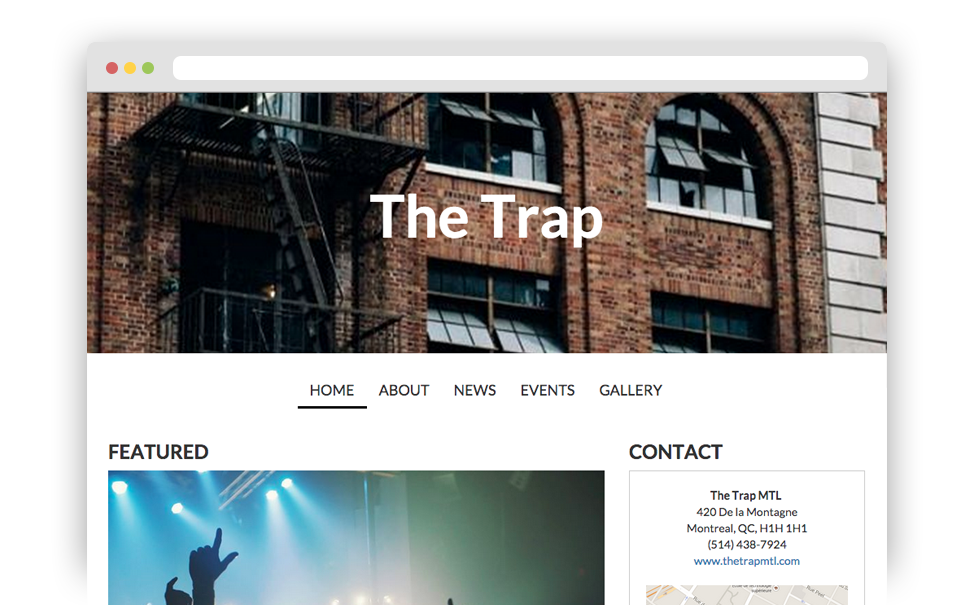 The Trap
HOME ABOUT NEWS EVENTS GALLERY
FEATURED
CONTACT
The Trap MTL
420 De la Montagne
Montreal, QC, H1H 1H1
(514) 438-7924
www.thetrapmtl.com